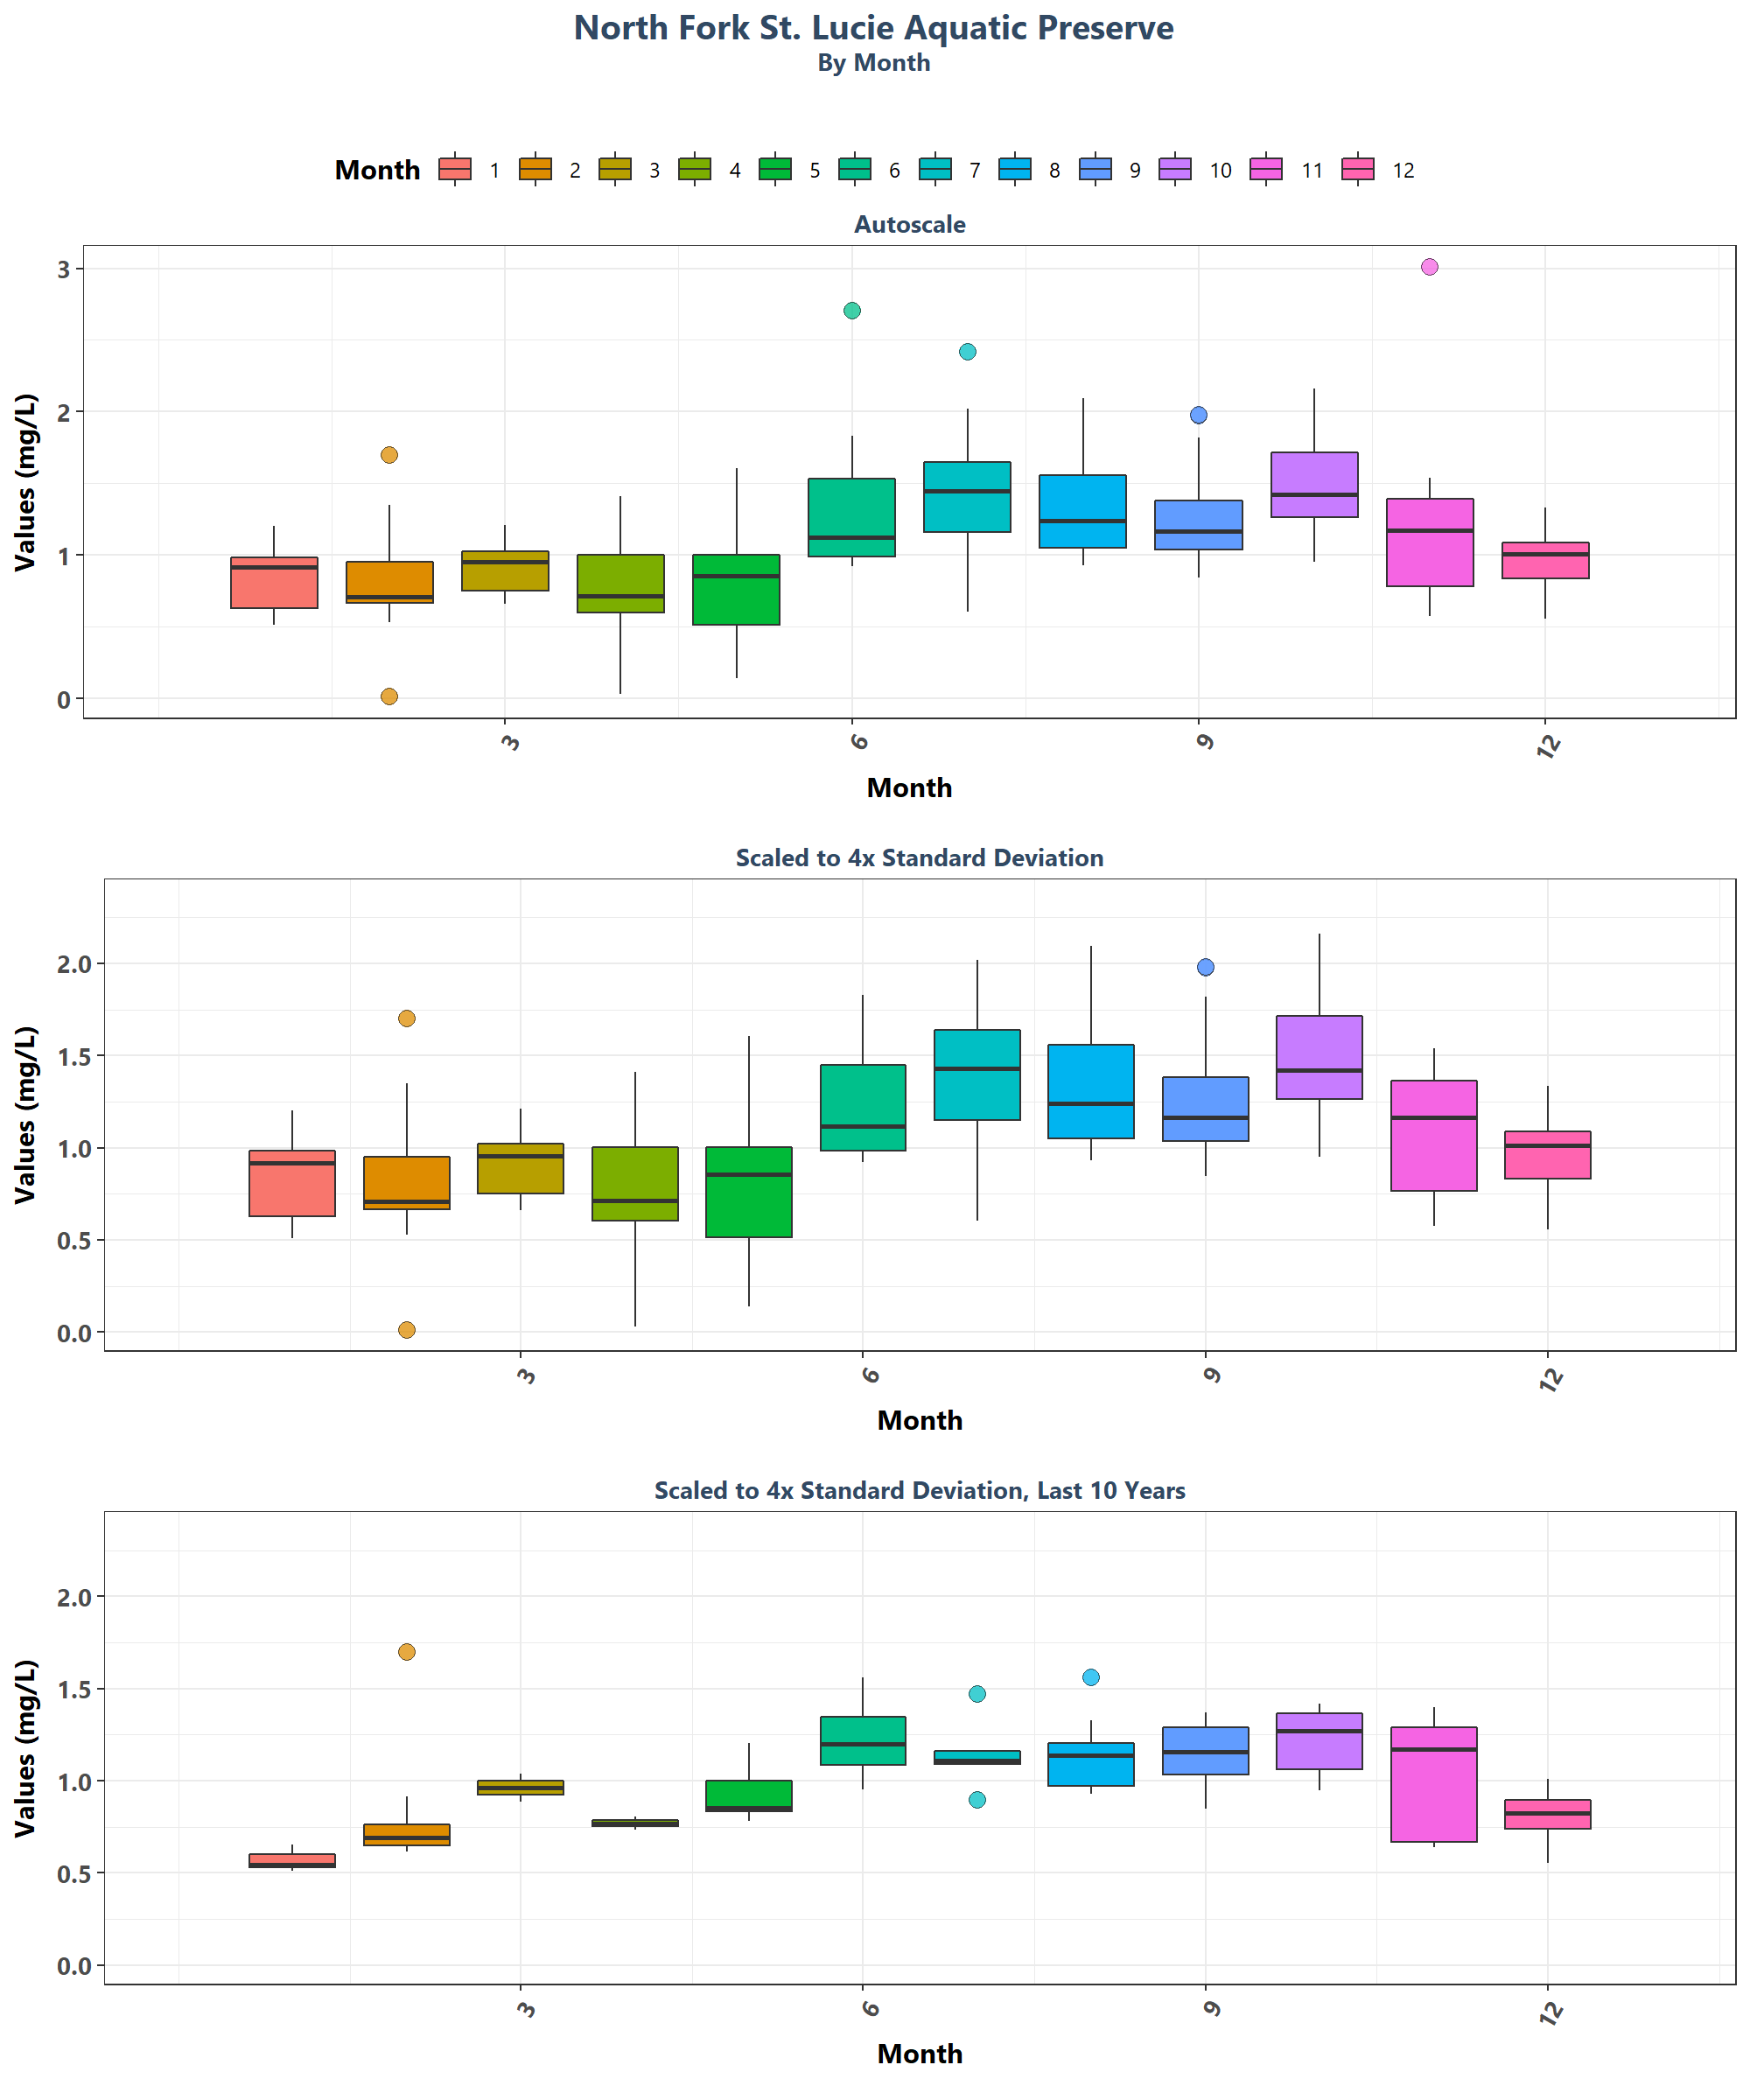 North Fork St. Lucie Aquatic Preserve
By Month
Month 1 2 3 4 5 6 7 8 9 10 11 12
Autoscale
Values (mg/L)
3
2
1
0
3 6 9 12
Month
Scaled to 4x Standard Deviation
Values (mg/L)
2.0
1.5
1.0
0.5
0.0
3 6 9 12
Month
Scaled to 4x Standard Deviation, Last 10 Years
Values (mg/L)
2.0
1.5
1.0
0.5
0.0
3 6 9 12
Month